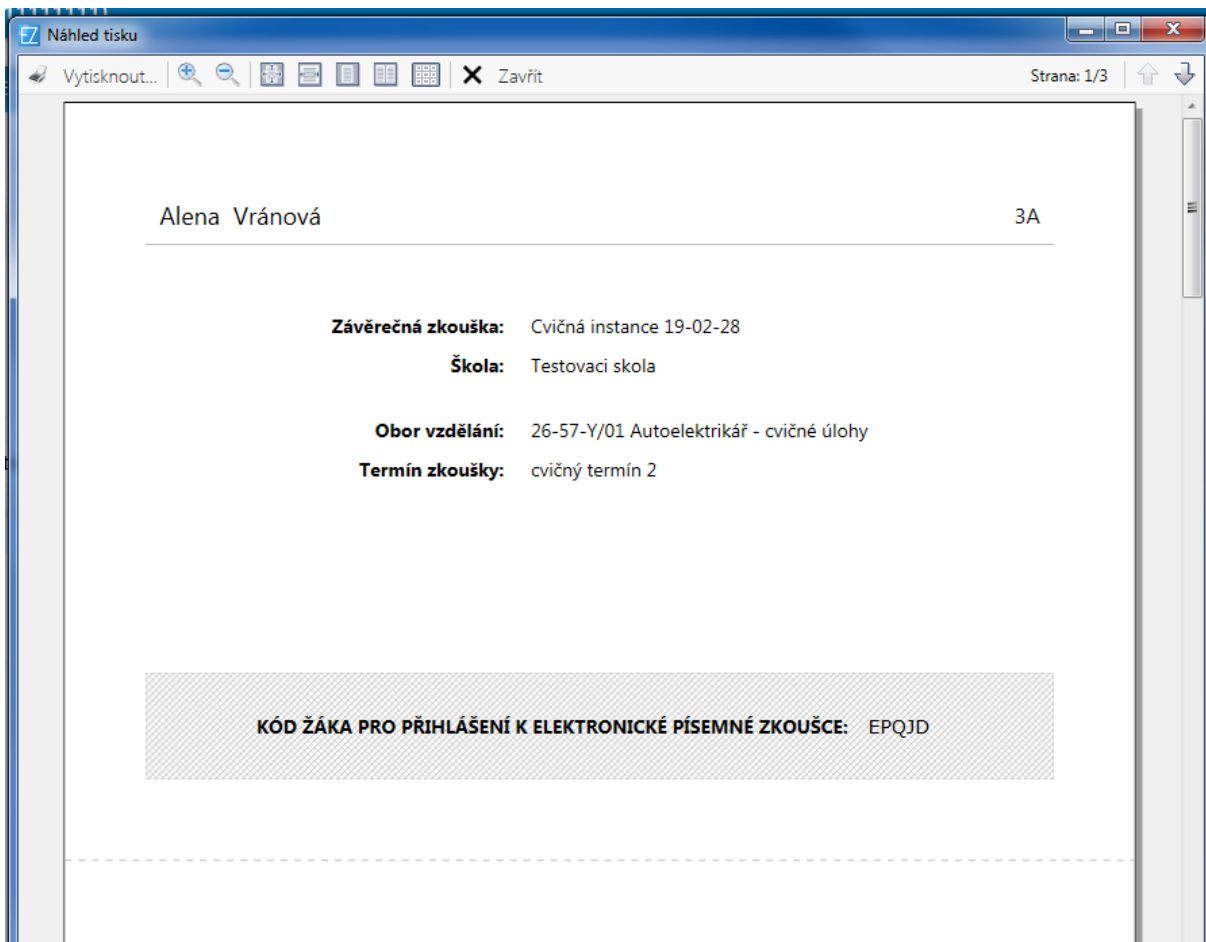 Náhled tisku
Vytisknout... Zavřít Strana: 1/3
Alena Vránová 3A
Závěrečná zkouška: Cvičná instance 19-02-28
Škola: Testovaci skola
Obor vzdělání: 26-57-Y/01 Autoelektrikář - cvičné úlohy
Termín zkoušky: cvičný termín 2
KÓD ŽÁKA PRO PŘIHLÁŠENÍ K ELEKTRONICKÉ PÍSEMNÉ ZKOUŠCE: EPQJD